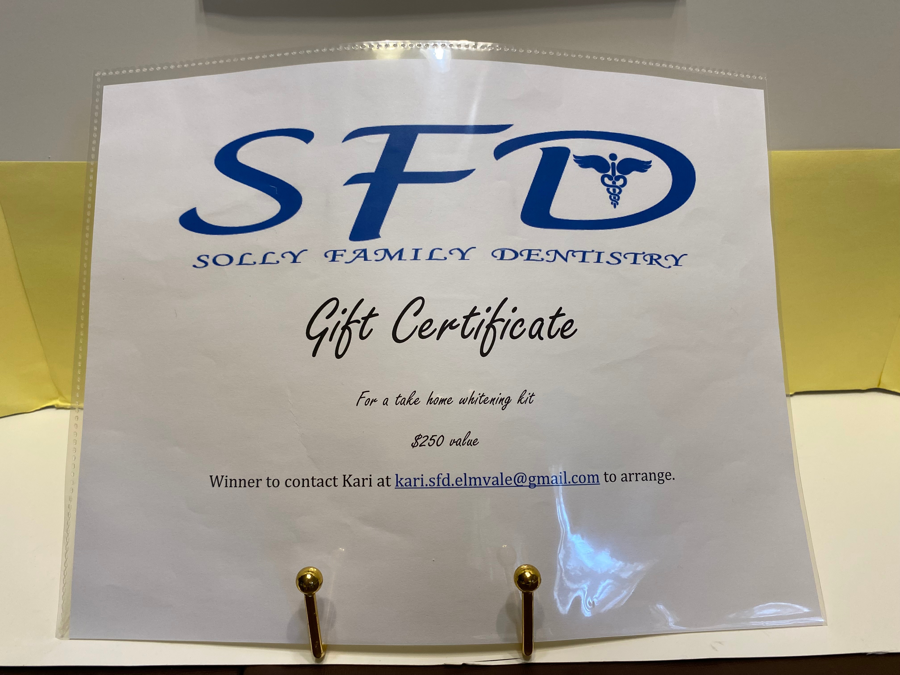 SFD
SOLLY FAMILY DENTISTRY
Gift Certificate
For a take home whitening kit
$250 value
Winner to contact Kari at kari.sfd.elmvale@gmail.com to arrange.